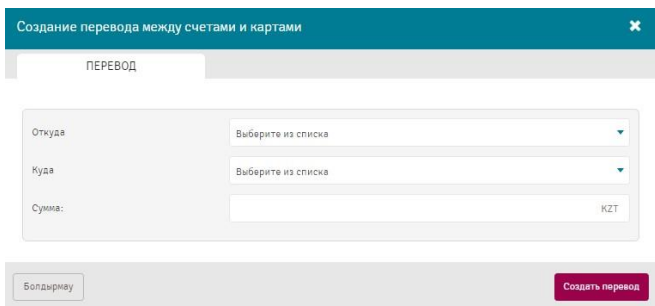 Создание перевода между счетами и картами
ПЕРЕВОД
Откуда Выберите из списка
Куда Выберите из списка
Сумма: KZT
Болдырмау Создать перевод